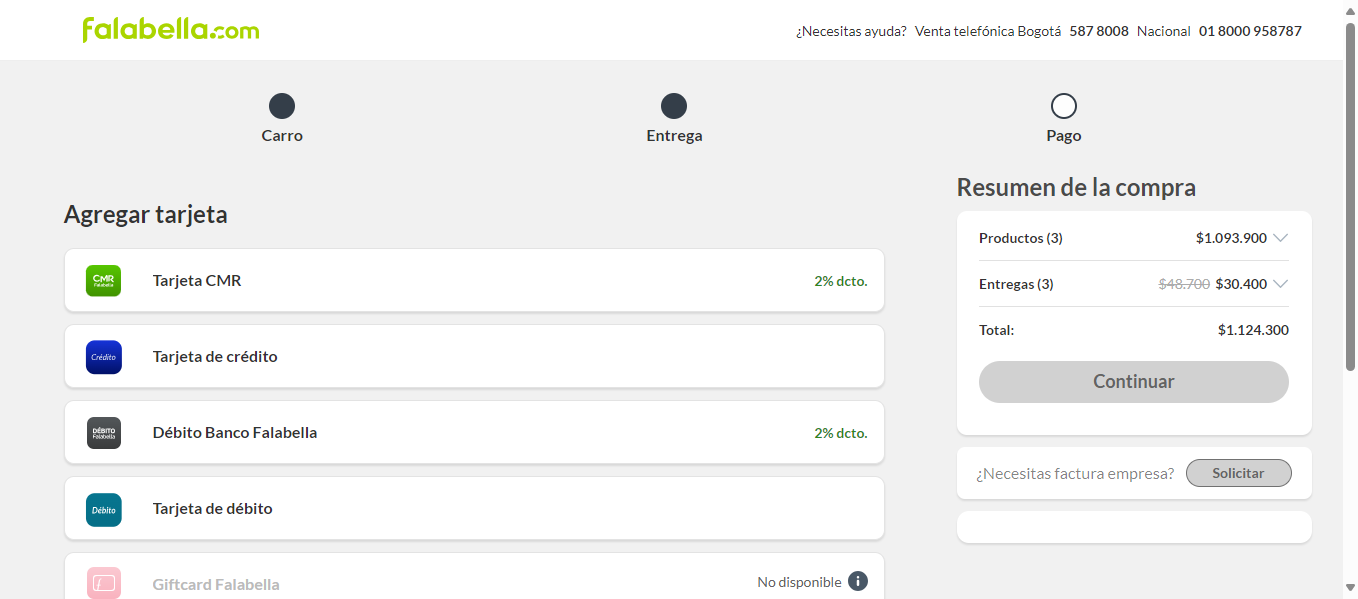 falabella.com
¿Necesitas ayuda? Venta telefónica Bogotá 587 8008 Nacional 01 8000 958787
Carro
Entrega
Pago
Agregar tarjeta
CMR
Falabella
Tarjeta CMR
2% dcto.
Crédito
Tarjeta de crédito
DÉBITO
Falabella
Débito Banco Falabella
2% dcto.
Débito
Tarjeta de débito
Giftcard Falabella
No disponible
Resumen de la compra
Productos (3) $1.093.900
Entregas (3) $48.700 $30.400
Total: $1.124.300
Continuar
¿Necesitas factura empresa? Solicitar